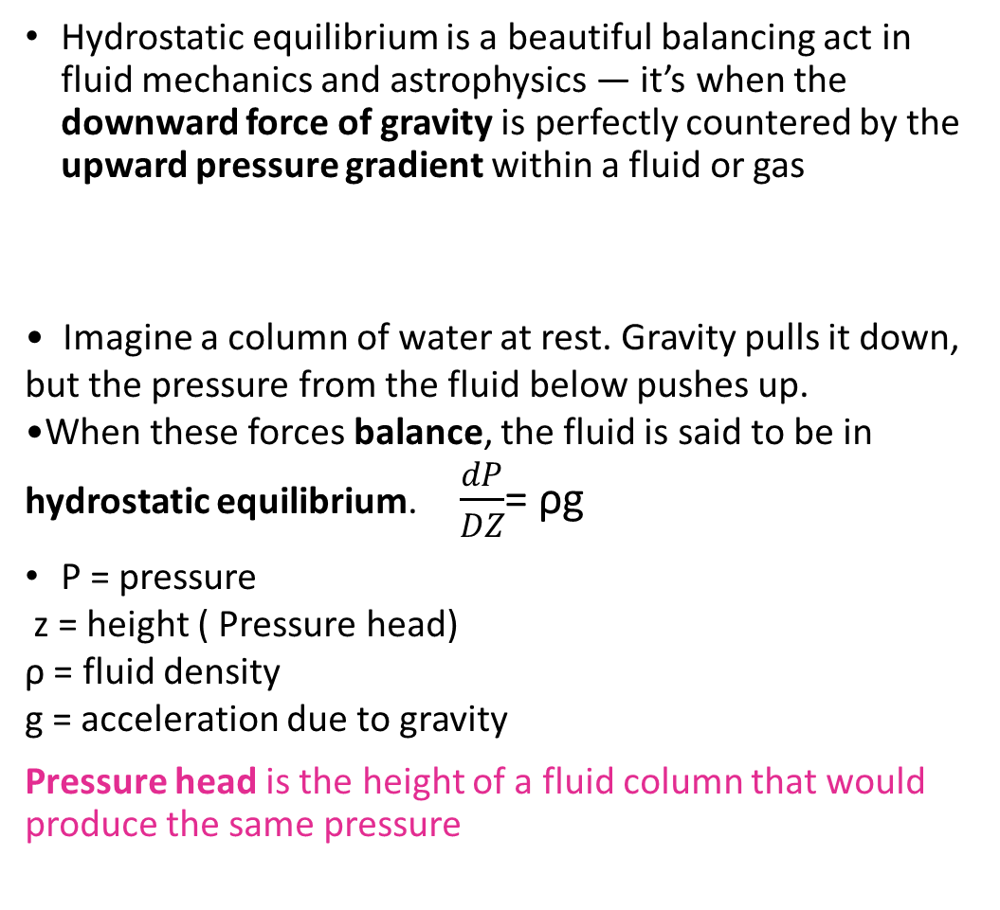 • Hydrostatic equilibrium is a beautiful balancing act in
fluid mechanics and astrophysics — it’s when the
downward force of gravity is perfectly countered by the
upward pressure gradient within a fluid or gas
• Imagine a column of water at rest. Gravity pulls it down,
but the pressure from the fluid below pushes up.
•When these forces balance, the fluid is said to be in
hydrostatic equilibrium. dP/DZ = ρg
• P = pressure
z = height ( Pressure head)
ρ = fluid density
g = acceleration due to gravity
Pressure head is the height of a fluid column that would
produce the same pressure